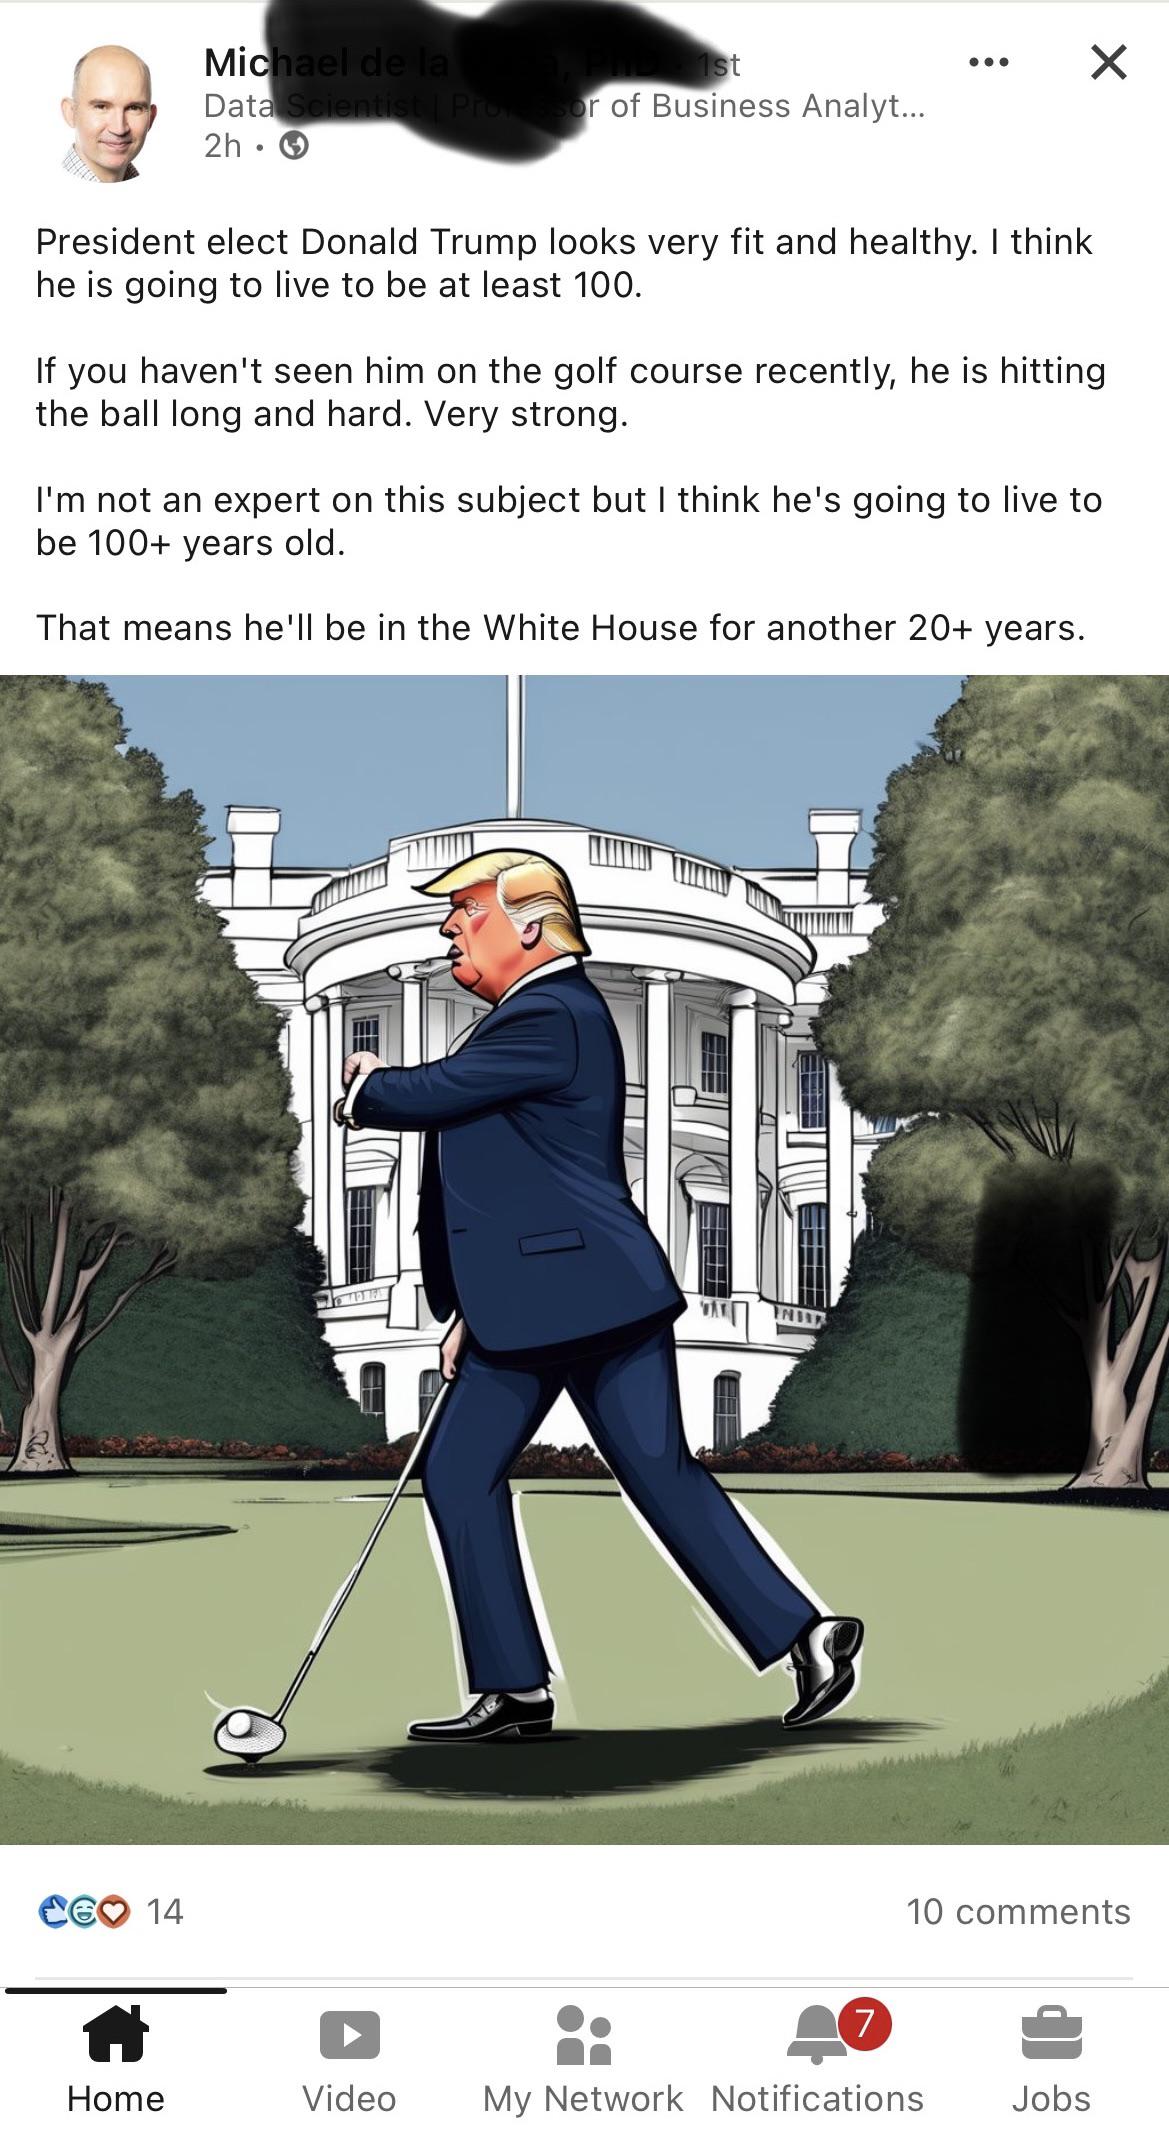 Michael de la PhD · 1st
Data Scientist | Professor of Business Analyt...
2h •
President elect Donald Trump looks very fit and healthy. I think
he is going to live to be at least 100.
If you haven't seen him on the golf course recently, he is hitting
the ball long and hard. Very strong.
I'm not an expert on this subject but I think he's going to live to
be 100+ years old.
That means he'll be in the White House for another 20+ years.
14
10 comments
7
Home
Video
My Network
Notifications
Jobs